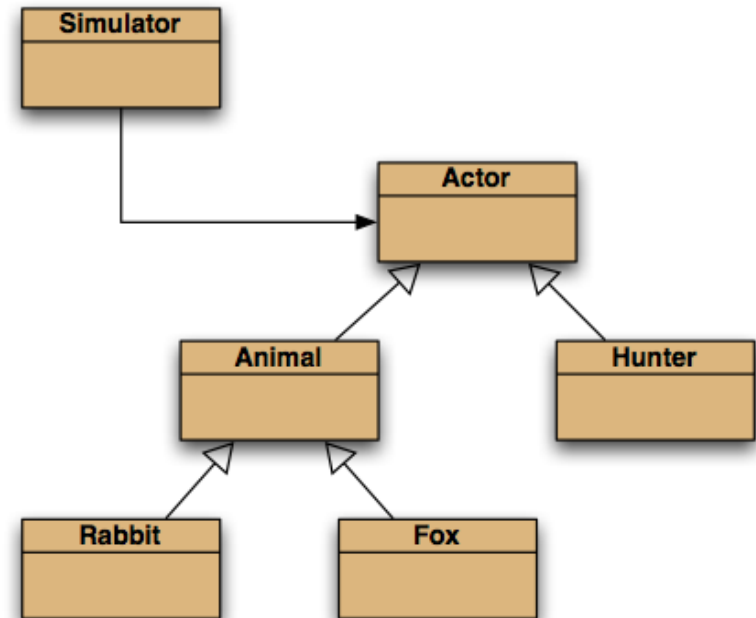 Simulator
Actor
Animal
Hunter
Rabbit
Fox